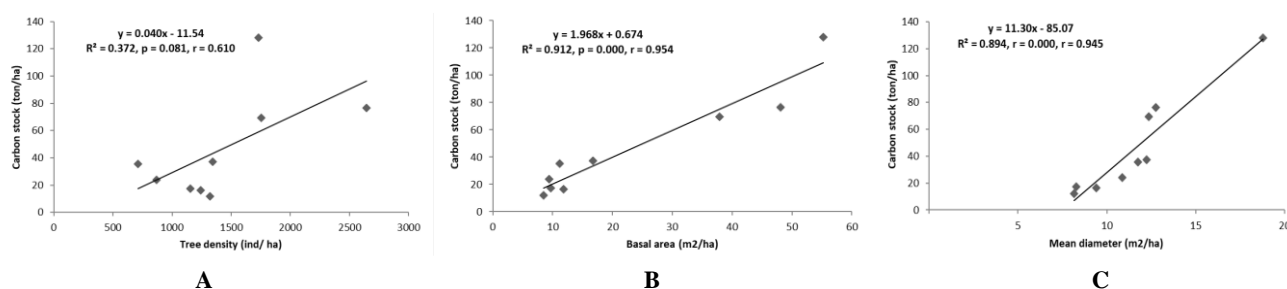 y = 0.040x - 11.54
R² = 0.372, p = 0.081, r = 0.610
Carbon stock (ton/ha)
140
120
100
80
60
40
20
0
0 500 1000 1500 2000 2500 3000
Tree density (ind/ ha)
A
y = 1.968x + 0.674
R² = 0.912, p = 0.000, r = 0.954
Carbon stock (ton/ha)
140
120
100
80
60
40
20
0
0 10 20 30 40 50 60
Basal area (m2/ha)
B
y = 11.30x - 85.07
R² = 0.894, r = 0.000, r = 0.945
Carbon stock (ton/ha)
140
120
100
80
60
40
20
0
5 10 15 20
Mean diameter (m2/ha)
C